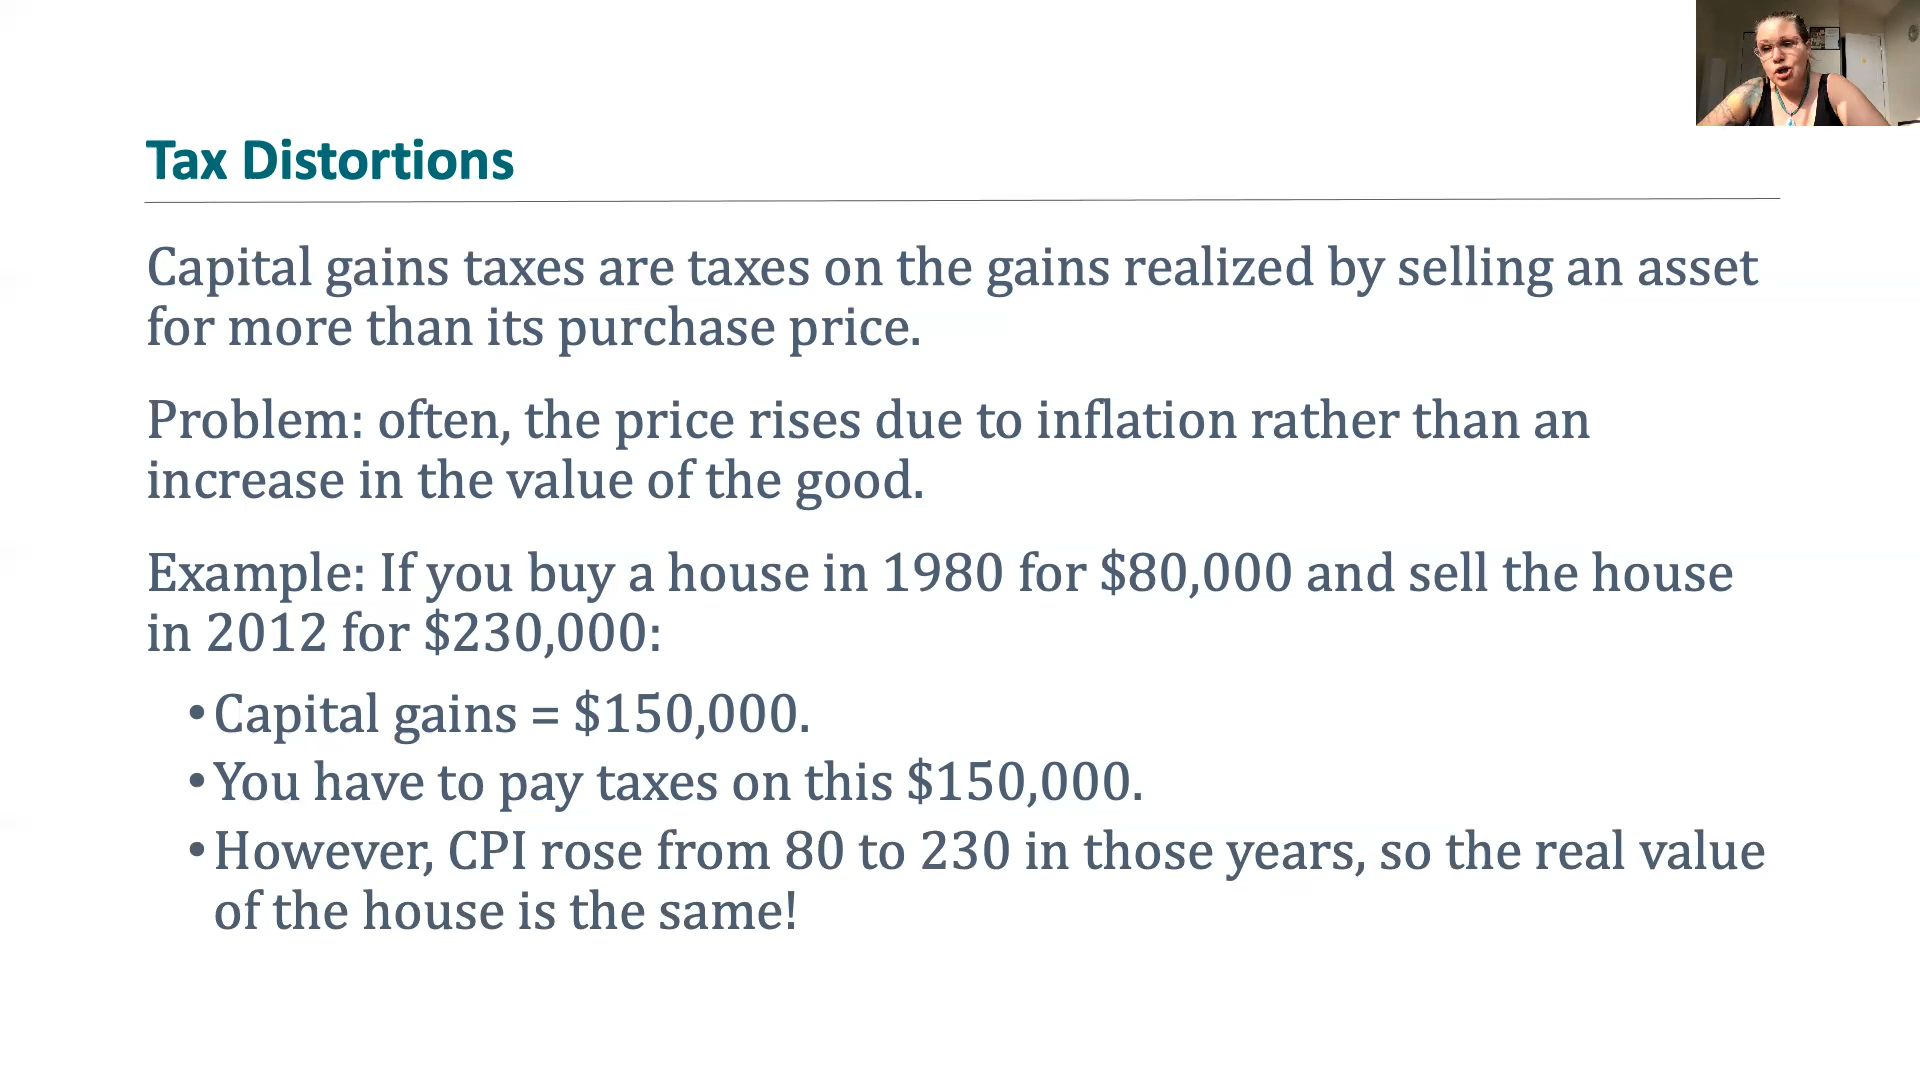 Tax Distortions
Capital gains taxes are taxes on the gains realized by selling an asset
for more than its purchase price.
Problem: often, the price rises due to inflation rather than an
increase in the value of the good.
Example: If you buy a house in 1980 for $80,000 and sell the house
in 2012 for $230,000:
•Capital gains = $150,000.
•You have to pay taxes on this $150,000.
•However, CPI rose from 80 to 230 in those years, so the real value
of the house is the same!